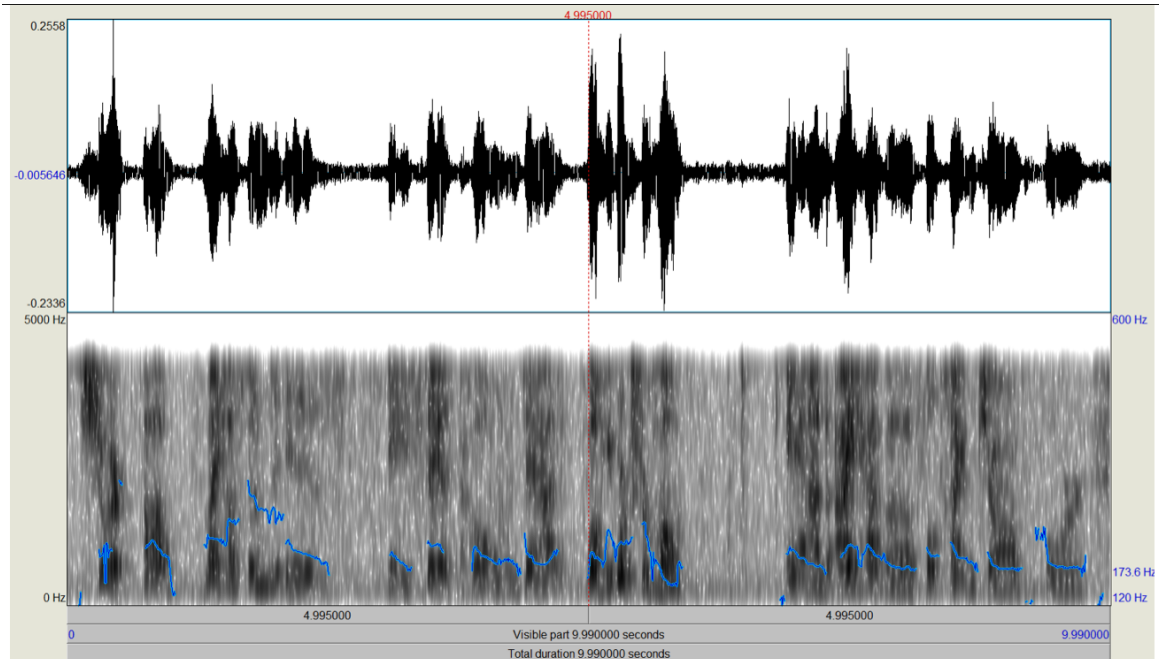 4.995000
0.2558
-0.005646
-0.2336
5000 Hz
600 Hz
173.6 Hz
0 Hz
120 Hz
4.995000 4.995000
0 Visible part 9.990000 seconds 9.990000
Total duration 9.990000 seconds